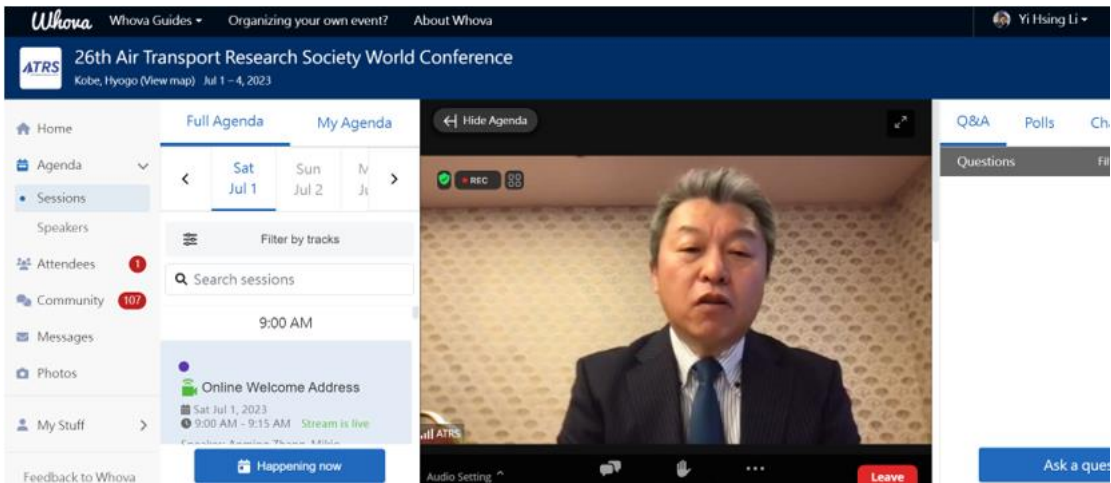 Whova Whova Guides Organizing your own event? About Whova Yi Hsing Li
ATRS
26th Air Transport Research Society World Conference
Kobe, Hyogo (View map) Jul 1 – 4, 2023
Home
Agenda
Sessions
Speakers
Attendees 1
Community 107
Messages
Photos
My Stuff
Feedback to Whova
Full Agenda My Agenda
Sat Sun
Jul 1 Jul 2
Filter by tracks
Search sessions
9:00 AM
Online Welcome Address
Sat Jul 1, 2023
9:00 AM - 9:15 AM Stream is live
Happening now
Hide Agenda
REC
ATRS
Audio Setting
Leave
Q&A Polls
Questions
Ask a